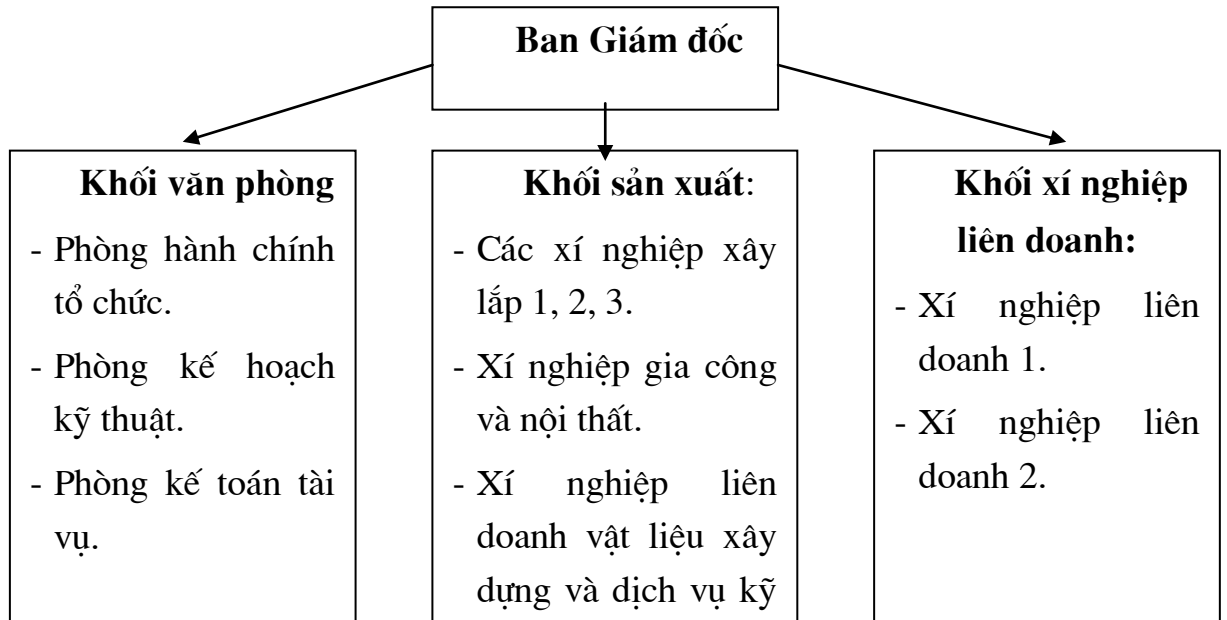 Ban Giám đốc
Khối văn phòng
- Phòng hành chính
tổ chức.
- Phòng kế hoạch
kỹ thuật.
- Phòng kế toán tài
vụ.
Khối sản xuất:
- Các xí nghiệp xây
lắp 1, 2, 3.
- Xí nghiệp gia công
và nội thất.
- Xí nghiệp liên
doanh vật liệu xây
dựng và dịch vụ kỹ
Khối xí nghiệp
liên doanh:
- Xí nghiệp liên
doanh 1.
- Xí nghiệp liên
doanh 2.